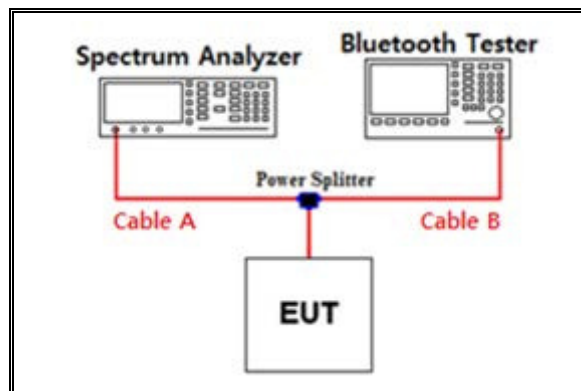 Spectrum Analyzer
Bluetooth Tester
Power Splitter
Cable A
Cable B
EUT